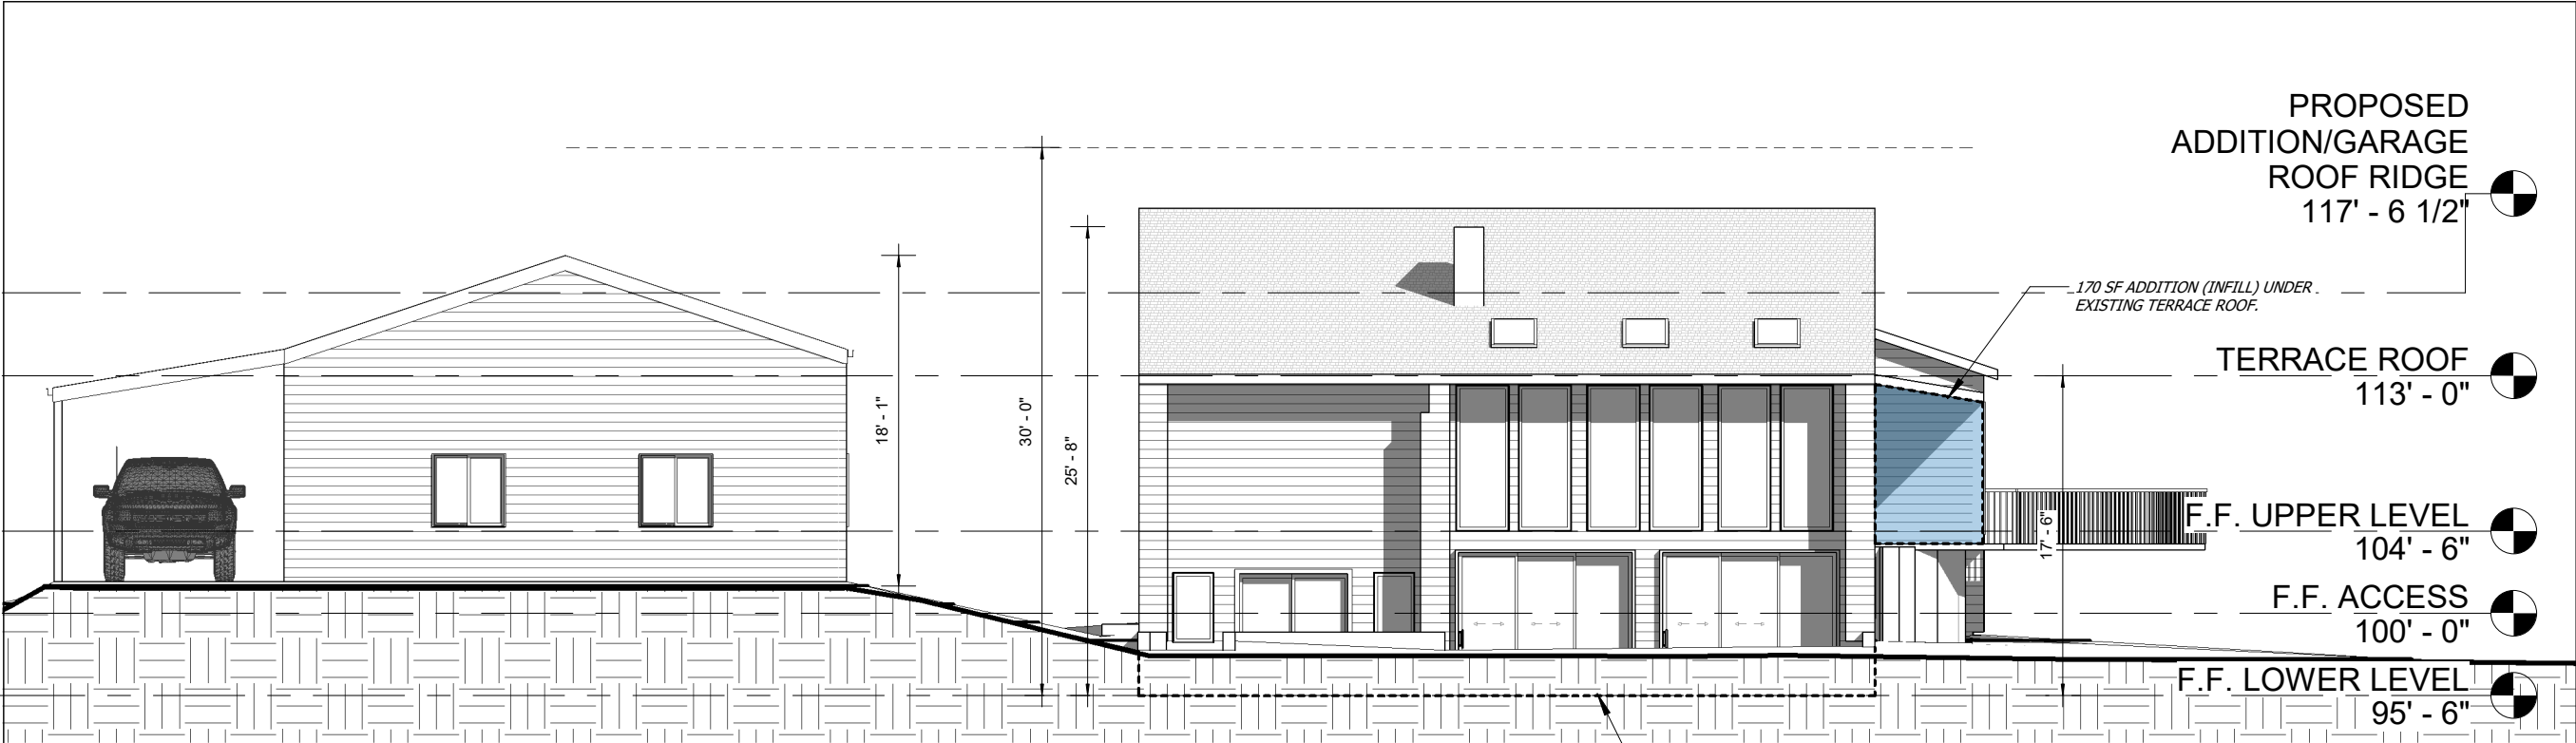 PROPOSED
ADDITION/GARAGE
ROOF RIDGE
117' - 6 1/2"
170 SF ADDITION (INFILL) UNDER
EXISTING TERRACE ROOF.
TERRACE ROOF
113' - 0"
18' - 1"
30' - 0"
25' - 8"
17' - 6"
F.F. UPPER LEVEL
104' - 6"
F.F. ACCESS
100' - 0"
F.F. LOWER LEVEL
95' - 6"